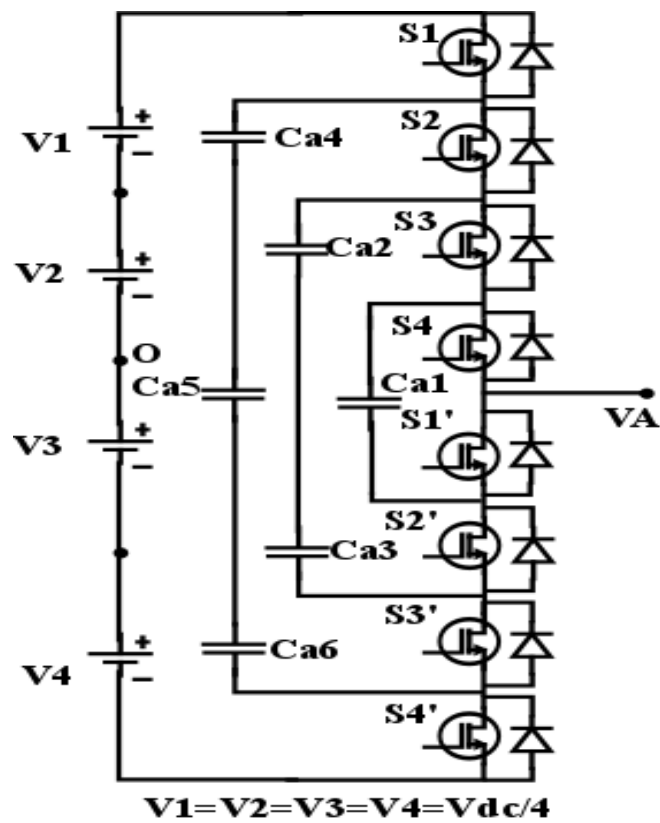 S1
S2
V1
+
−
Ca4
S3
V2
+
−
Ca2
S4
O
Ca5
Ca1
VA
V3
+
−
S1'
S2'
Ca3
S3'
V4
+
−
Ca6
S4'
V1=V2=V3=V4=Vdc/4